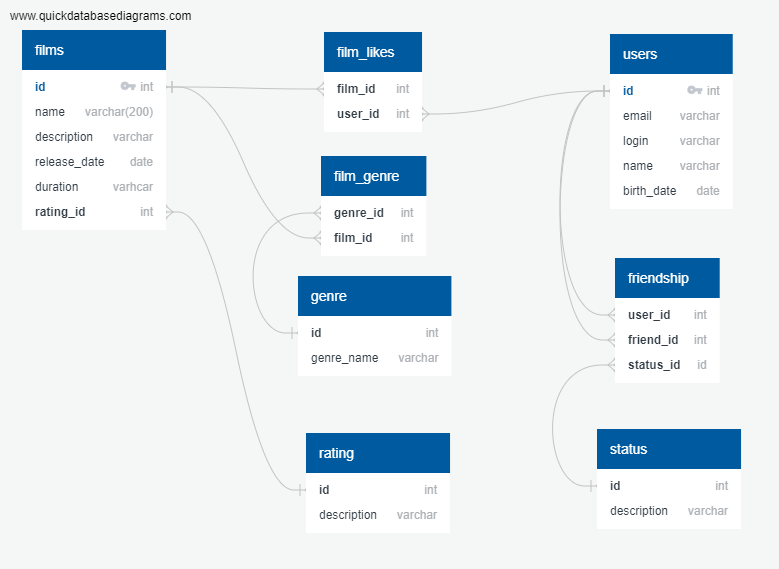 www.quickdatabasediagrams.com
films
id int
name varchar(200)
description varchar
release_date date
duration varhcar
rating_id int
film_likes
film_id int
user_id int
film_genre
genre_id int
film_id int
genre
id int
genre_name varchar
rating
id int
description varchar
users
id int
email varchar
login varchar
name varchar
birth_date date
friendship
user_id int
friend_id int
status_id id
status
id int
description varchar